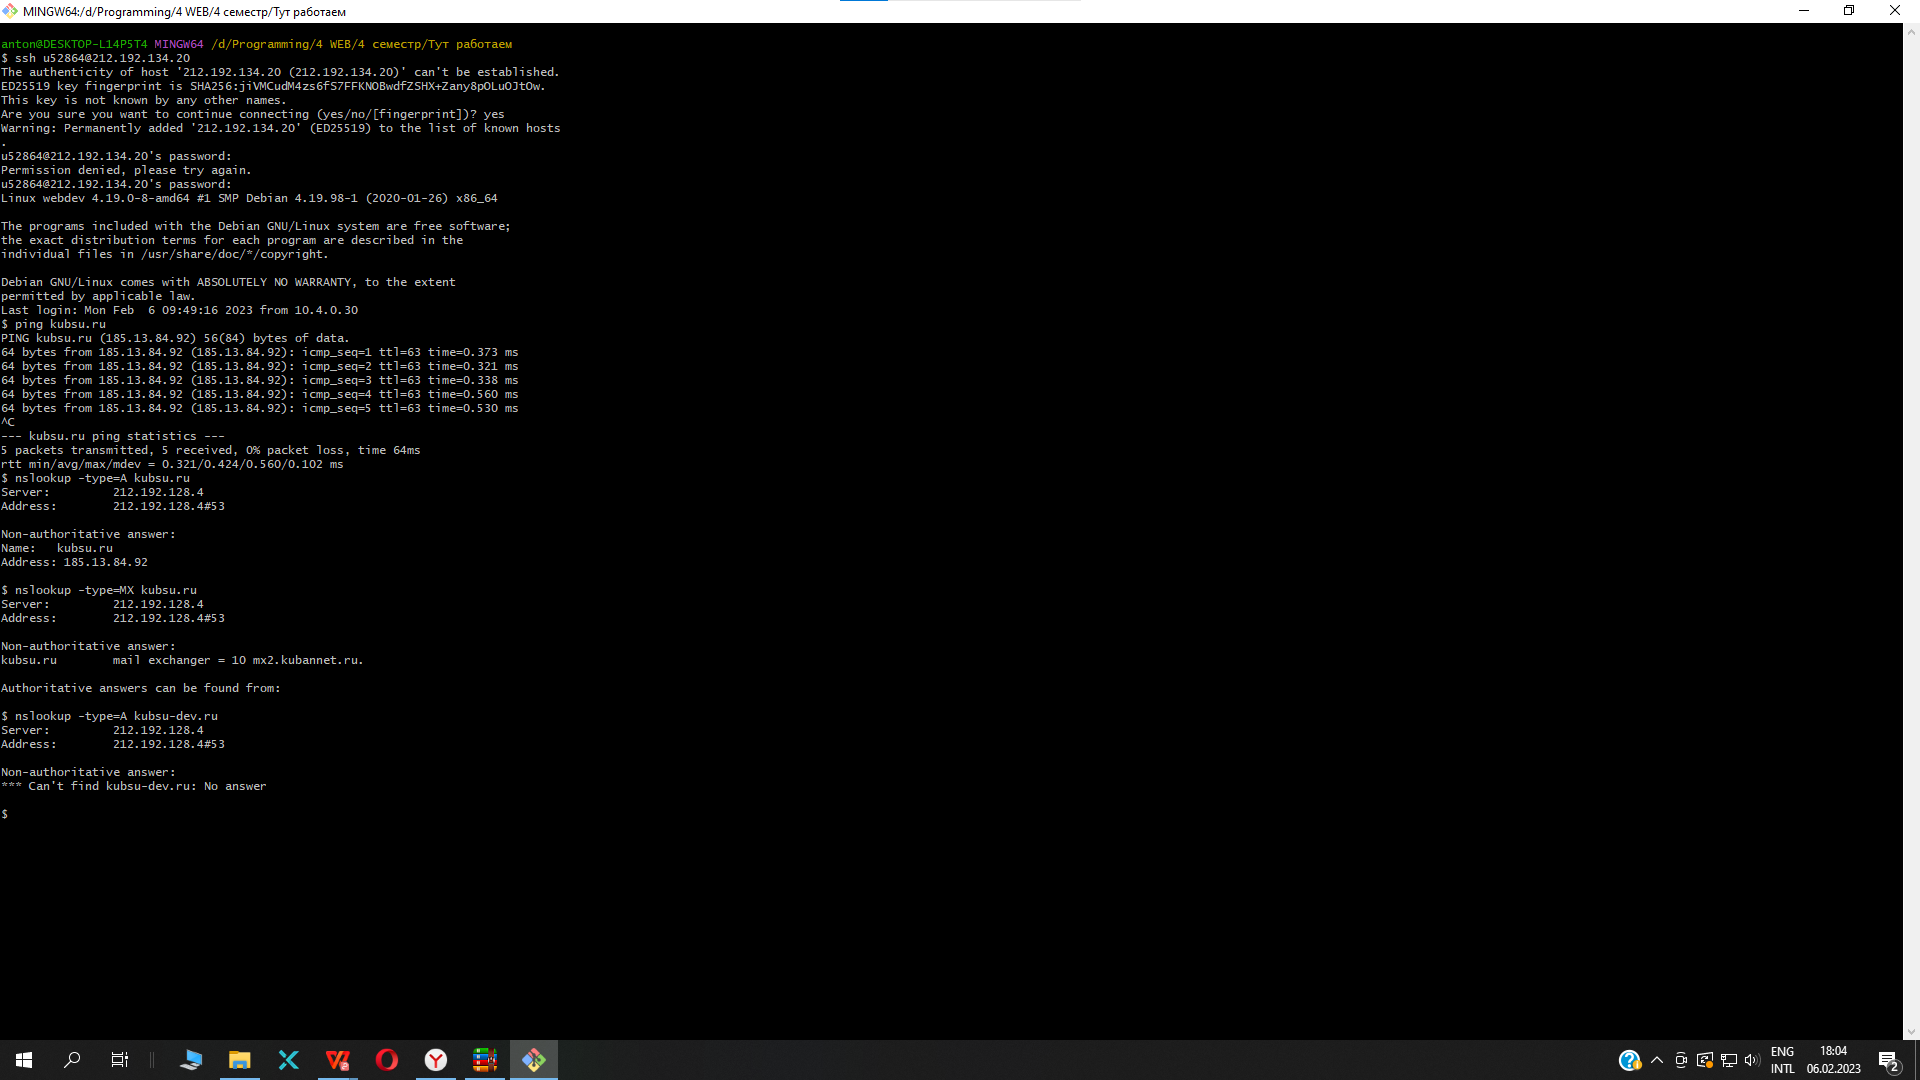 MINGW64:/d/Programming/4 WEB/4 семестр/Тут работаем
anton@DESKTOP-L14P5T4 MINGW64 /d/Programming/4 WEB/4 семестр/Тут работаем
$ ssh u52864@212.192.134.20
The authenticity of host '212.192.134.20 (212.192.134.20)' can't be established.
ED25519 key fingerprint is SHA256:jiVMCudM4zs6fS7FFKNOBwdfZSHX+Zany8pOLuOJtOw.
This key is not known by any other names.
Are you sure you want to continue connecting (yes/no/[fingerprint])? yes
Warning: Permanently added '212.192.134.20' (ED25519) to the list of known hosts
.
u52864@212.192.134.20's password:
Permission denied, please try again.
u52864@212.192.134.20's password:
Linux webdev 4.19.0-8-amd64 #1 SMP Debian 4.19.98-1 (2020-01-26) x86_64
The programs included with the Debian GNU/Linux system are free software;
the exact distribution terms for each program are described in the
individual files in /usr/share/doc/*/copyright.
Debian GNU/Linux comes with ABSOLUTELY NO WARRANTY, to the extent
permitted by applicable law.
Last login: Mon Feb  6 09:49:16 2023 from 10.4.0.30
$ ping kubsu.ru
PING kubsu.ru (185.13.84.92) 56(84) bytes of data.
64 bytes from 185.13.84.92 (185.13.84.92): icmp_seq=1 ttl=63 time=0.373 ms
64 bytes from 185.13.84.92 (185.13.84.92): icmp_seq=2 ttl=63 time=0.321 ms
64 bytes from 185.13.84.92 (185.13.84.92): icmp_seq=3 ttl=63 time=0.338 ms
64 bytes from 185.13.84.92 (185.13.84.92): icmp_seq=4 ttl=63 time=0.560 ms
64 bytes from 185.13.84.92 (185.13.84.92): icmp_seq=5 ttl=63 time=0.530 ms
^C
--- kubsu.ru ping statistics ---
5 packets transmitted, 5 received, 0% packet loss, time 64ms
rtt min/avg/max/mdev = 0.321/0.424/0.560/0.102 ms
$ nslookup -type=A kubsu.ru
Server:         212.192.128.4
Address:        212.192.128.4#53
Non-authoritative answer:
Name:   kubsu.ru
Address: 185.13.84.92
$ nslookup -type=MX kubsu.ru
Server:         212.192.128.4
Address:        212.192.128.4#53
Non-authoritative answer:
kubsu.ru        mail exchanger = 10 mx2.kubannet.ru.
Authoritative answers can be found from:
$ nslookup -type=A kubsu-dev.ru
Server:         212.192.128.4
Address:        212.192.128.4#53
Non-authoritative answer:
*** Can't find kubsu-dev.ru: No answer
$
ENG
INTL
18:04
06.02.2023
2